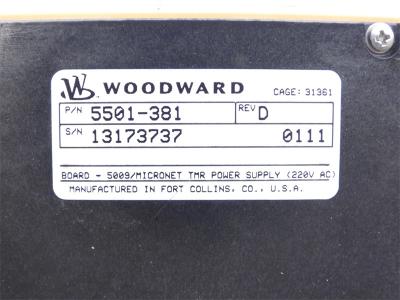 W WOODWARD CAGE: 31361
P/N 5501-381 REV D
S/N 13173737 0111
BOARD - 5009/MICRONET TMR POWER SUPPLY (220V AC)
MANUFACTURED IN FORT COLLINS, CO., U.S.A.